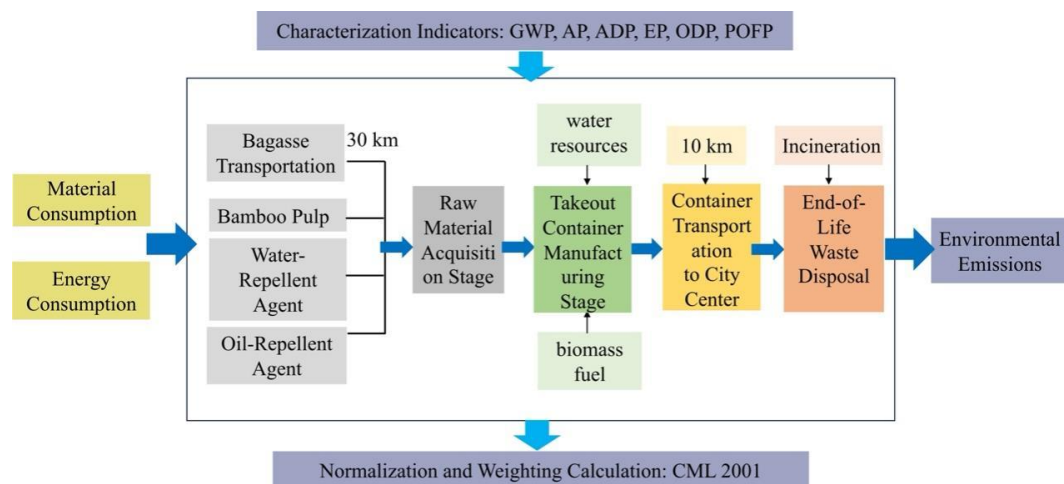 Characterization Indicators: GWP, AP, ADP, EP, ODP, POFP
Material
Consumption
Energy
Consumption
Bagasse
Transportation
30 km
Bamboo Pulp
Water-
Repellent
Agent
Oil-Repellent
Agent
Raw
Material
Acquisiti
on Stage
water
resources
Takeout
Container
Manufact
uring
Stage
biomass
fuel
10 km
Container
Transport
ation
to City
Center
Incineration
End-of-
Life
Waste
Disposal
Environmental
Emissions
Normalization and Weighting Calculation: CML 2001